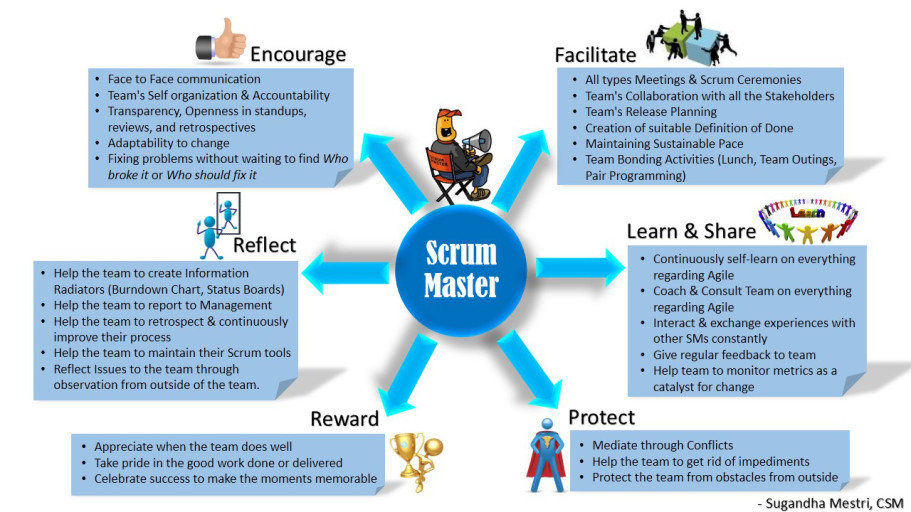 Encourage
• Face to Face communication
• Team's Self organization & Accountability
• Transparency, Openness in standups,
reviews, and retrospectives
• Adaptability to change
• Fixing problems without waiting to find Who
broke it or Who should fix it
Facilitate
• All types Meetings & Scrum Ceremonies
• Team's Collaboration with all the Stakeholders
• Team's Release Planning
• Creation of suitable Definition of Done
• Maintaining Sustainable Pace
• Team Bonding Activities (Lunch, Team Outings,
Pair Programming)
SCRUM
MASTER
Scrum
Master
Reflect
• Help the team to create Information
Radiators (Burndown Chart, Status Boards)
• Help the team to report to Management
• Help the team to retrospect & continuously
improve their process
• Help the team to maintain their Scrum tools
• Reflect Issues to the team through
observation from outside of the team.
Learn & Share
Learn
• Continuously self-learn on everything
regarding Agile
• Coach & Consult Team on everything
regarding Agile
• Interact & exchange experiences with
other SMs constantly
• Give regular feedback to team
• Help team to monitor metrics as a
catalyst for change
Reward
• Appreciate when the team does well
• Take pride in the good work done or delivered
• Celebrate success to make the moments memorable
Protect
• Mediate through Conflicts
• Help the team to get rid of impediments
• Protect the team from obstacles from outside
- Sugandha Mestri, CSM